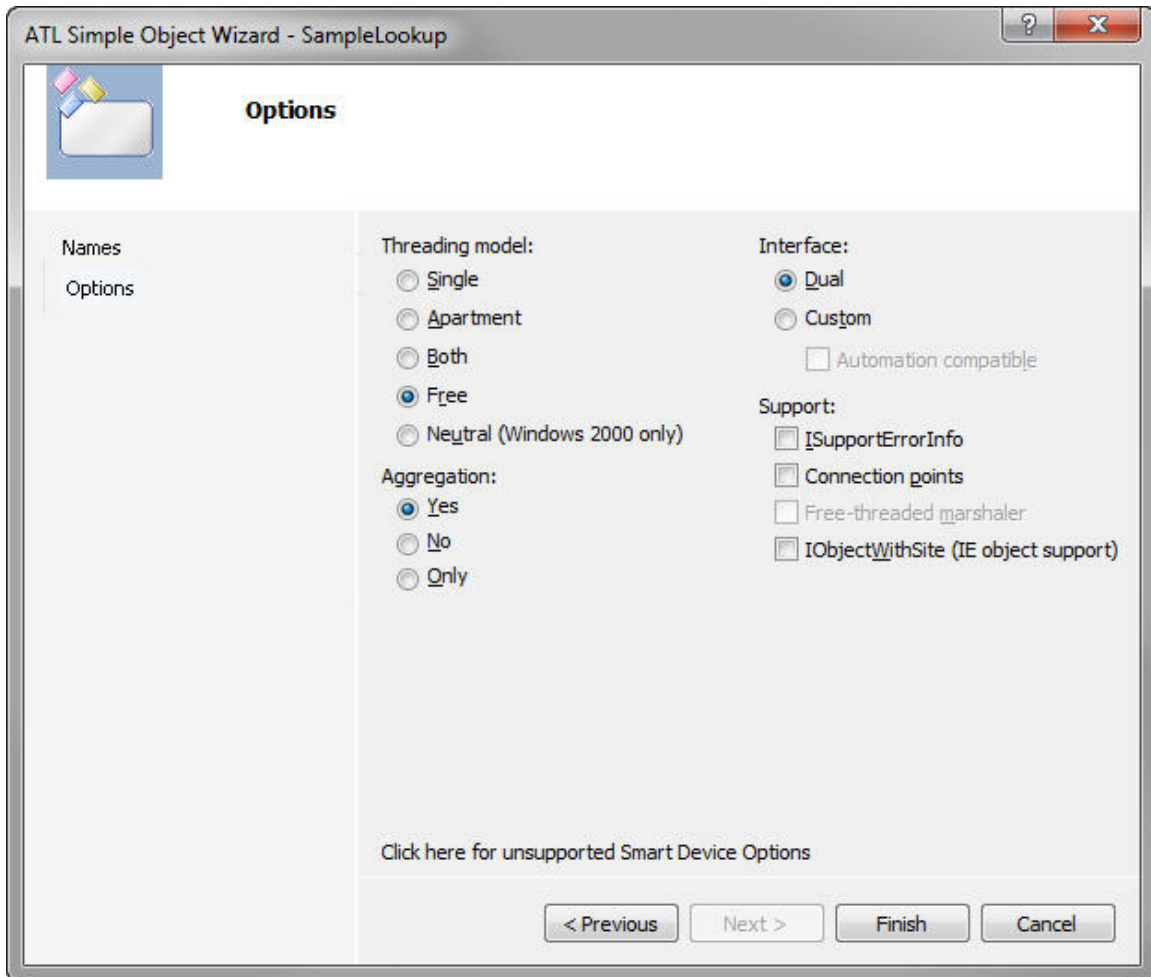 ATL Simple Object Wizard - SampleLookup
?
X
Options
Names
Options
Threading model:
Single
Apartment
Both
Free
Neutral (Windows 2000 only)
Aggregation:
Yes
No
Only
Interface:
Dual
Custom
Automation compatible
Support:
ISupportErrorInfo
Connection points
Free-threaded marshaler
IObjectWithSite (IE object support)
Click here for unsupported Smart Device Options
< Previous
Next >
Finish
Cancel